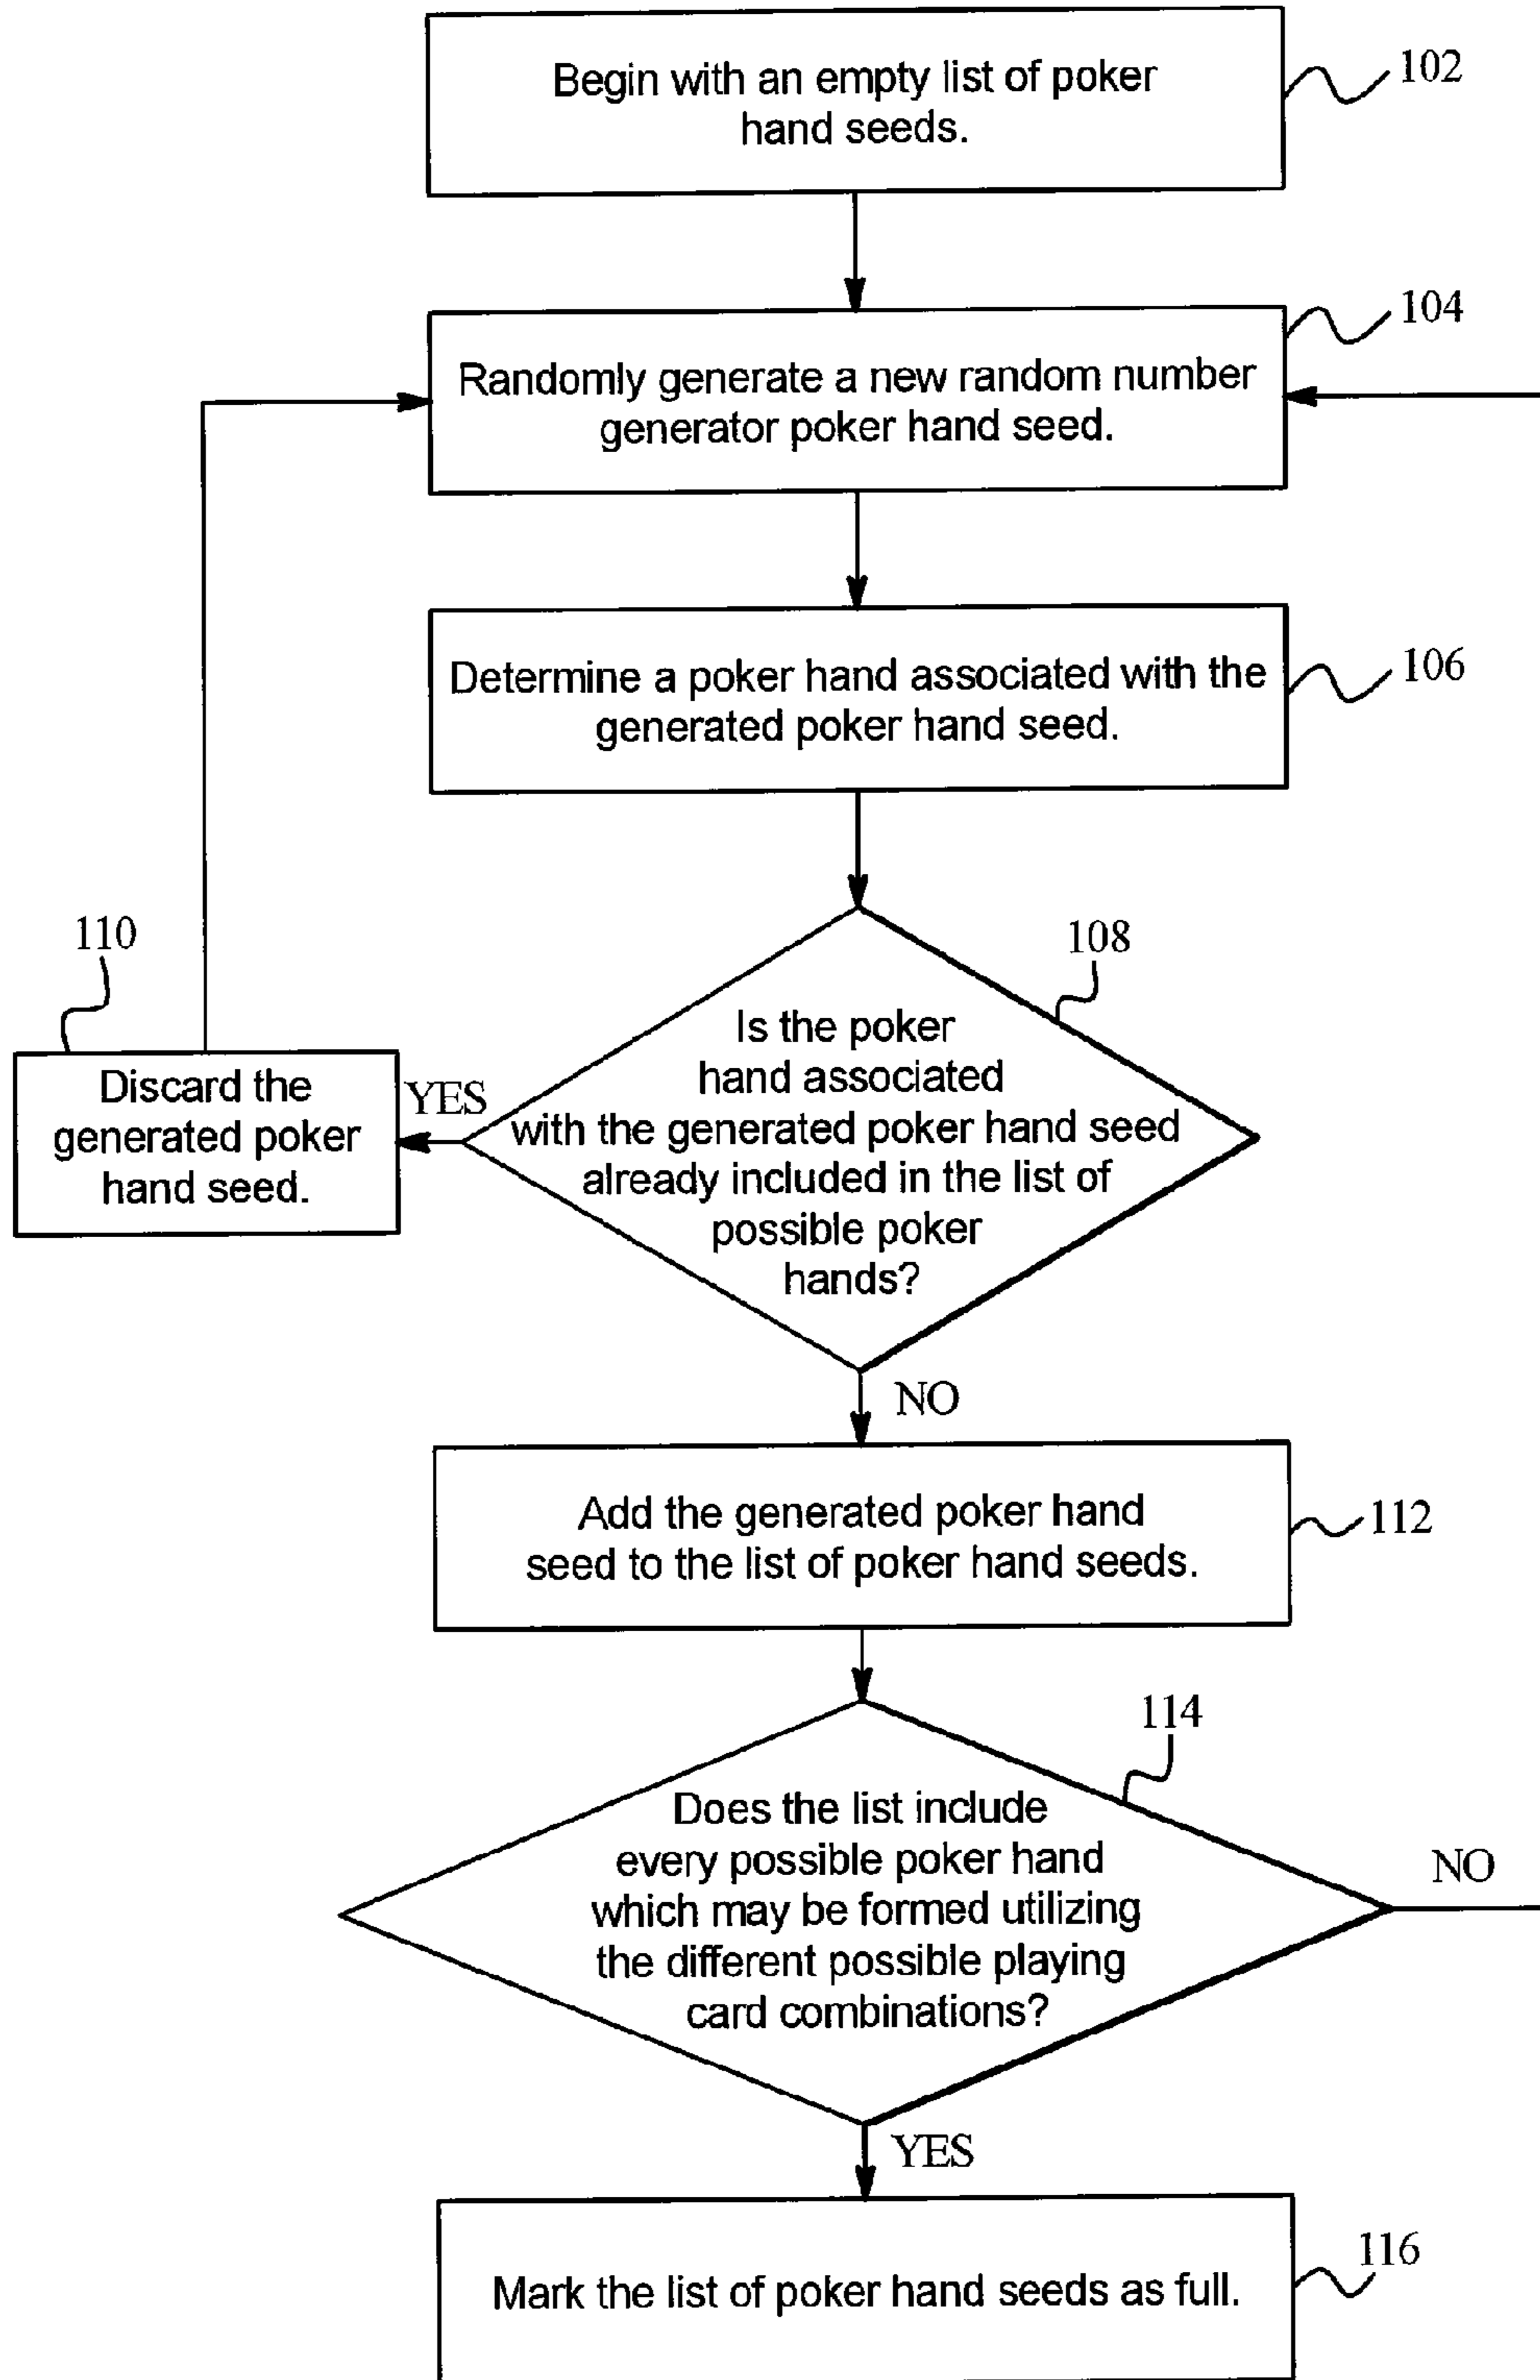 Begin with an empty list of poker
hand seeds.
102
104
Randomly generate a new random number
generator poker hand seed.
Determine a poker hand associated with the
generated poker hand seed.
106
110
108
Is the poker
hand associated
with the generated poker hand seed
already included in the list of
possible poker
hands?
YES
Discard the
generated poker
hand seed.
NO
Add the generated poker hand
seed to the list of poker hand seeds.
112
114
Does the list include
every possible poker hand
which may be formed utilizing
the different possible playing
card combinations?
NO
YES
Mark the list of poker hand seeds as full.
116